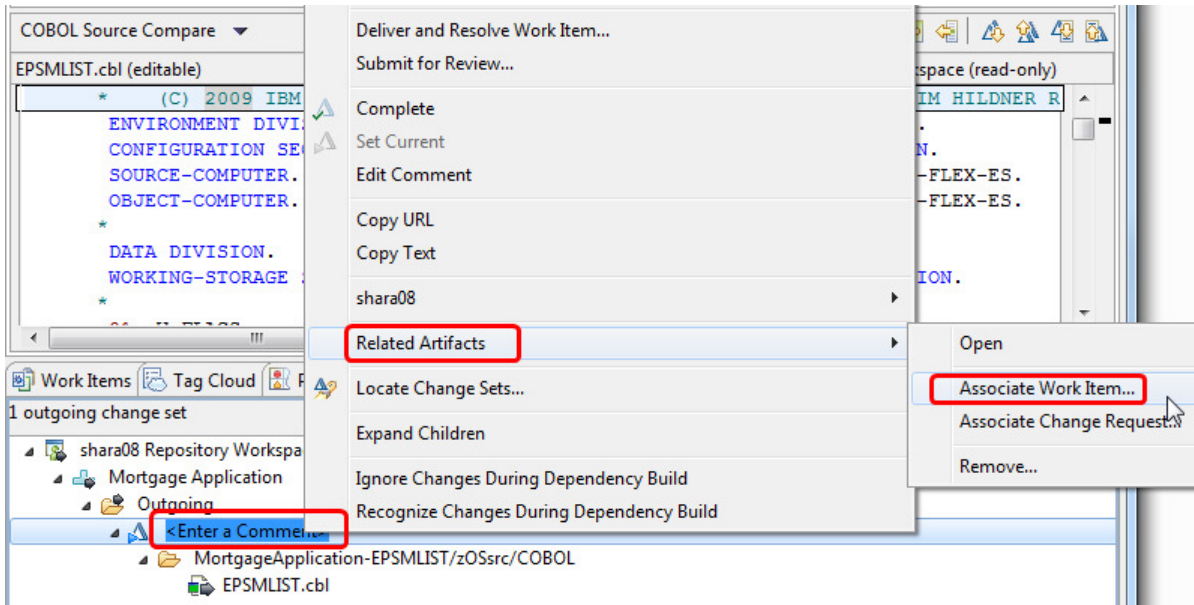 COBOL Source Compare
EPSMLIST.cbl (editable)
space (read-only)
* (C) 2009 IBM
IM HILDNER R
ENVIRONMENT
CONFIGURATION
N.
SOURCE-COMPUTER.
-FLEX-ES.
OBJECT-COMPUTER.
-FLEX-ES.
*
DATA DIVISION.
WORKING-STORAGE
ION.
*
Deliver and Resolve Work Item...
Submit for Review...
Complete
Set Current
Edit Comment
Copy URL
Copy Text
shara08
Related Artifacts
Locate Change Sets...
Expand Children
Ignore Changes During Dependency Build
Recognize Changes During Dependency Build
Open
Associate Work Item...
Associate Change Request...
Remove...
Work Items Tag Cloud
1 outgoing change set
shara08 Repository Workspa
Mortgage Application
Outgoing
<Enter a Comment>
MortgageApplication-EPSMLIST/zOSsrc/COBOL
EPSMLIST.cbl